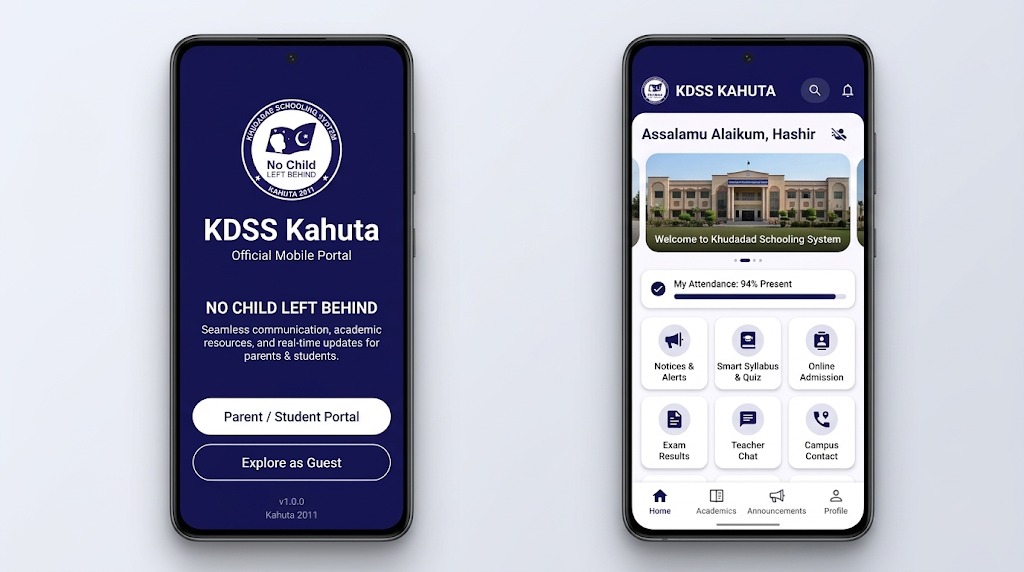 KHUDADAD SCHOOLING SYSTEM
No Child
LEFT BEHIND
KAHUTA 2011
KDSS Kahuta
Official Mobile Portal
NO CHILD LEFT BEHIND
Seamless communication, academic
resources, and real-time updates for
parents & students.
Parent / Student Portal
Explore as Guest
v1.0.0
Kahuta 2011
KDSS KAHUTA
Assalamu Alaikum, Hashir
Welcome to Khudadad Schooling System
My Attendance: 94% Present
Notices &
Alerts
Smart Syllabus
& Quiz
Online
Admission
Exam
Results
Teacher
Chat
Campus
Contact
Home
Academics
Announcements
Profile